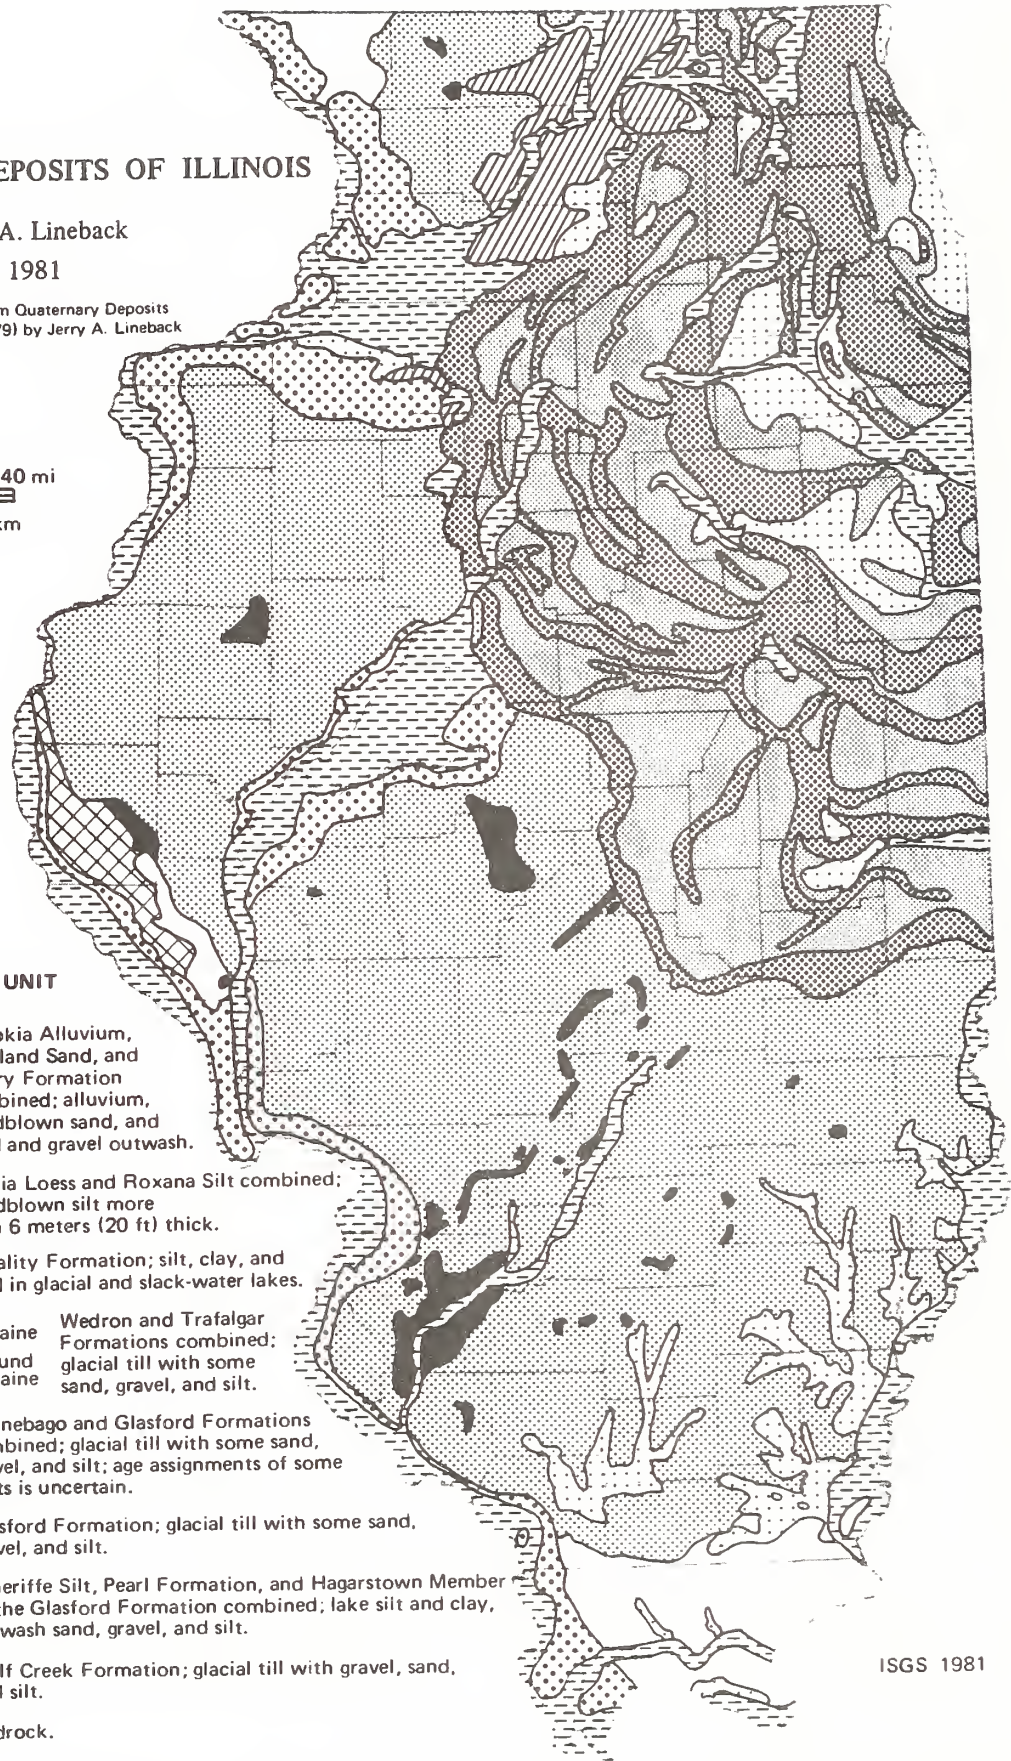 EPOSITS OF ILLINOIS
A. Lineback
1981
m Quaternary Deposits
79) by Jerry A. Lineback
40 mi
km
UNIT
okia Alluvium,
land Sand, and
ry Formation
bined; alluvium,
dblown sand, and
l and gravel outwash.
ia Loess and Roxana Silt combined;
dblown silt more
n 6 meters (20 ft) thick.
ality Formation; silt, clay, and
l in glacial and slack-water lakes.
aine
Wedron and Trafalgar
Formations combined;
und
glacial till with some
aine
sand, gravel, and silt.
nebago and Glasford Formations
mbined; glacial till with some sand,
vel, and silt; age assignments of some
ts is uncertain.
sford Formation; glacial till with some sand,
vel, and silt.
neriffe Silt, Pearl Formation, and Hagarstown Member
the Glasford Formation combined; lake silt and clay,
wash sand, gravel, and silt.
lf Creek Formation; glacial till with gravel, sand,
l silt.
drock.
ISGS 1981